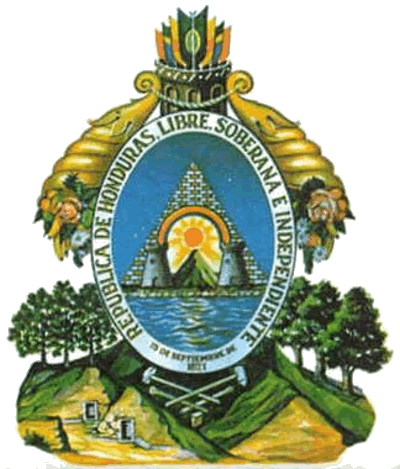 REPUBLICA DE HONDURAS, LIBRE, SOBERANA E INDEPENDIENTE
15 DE SEPTIEMBRE DE
1821